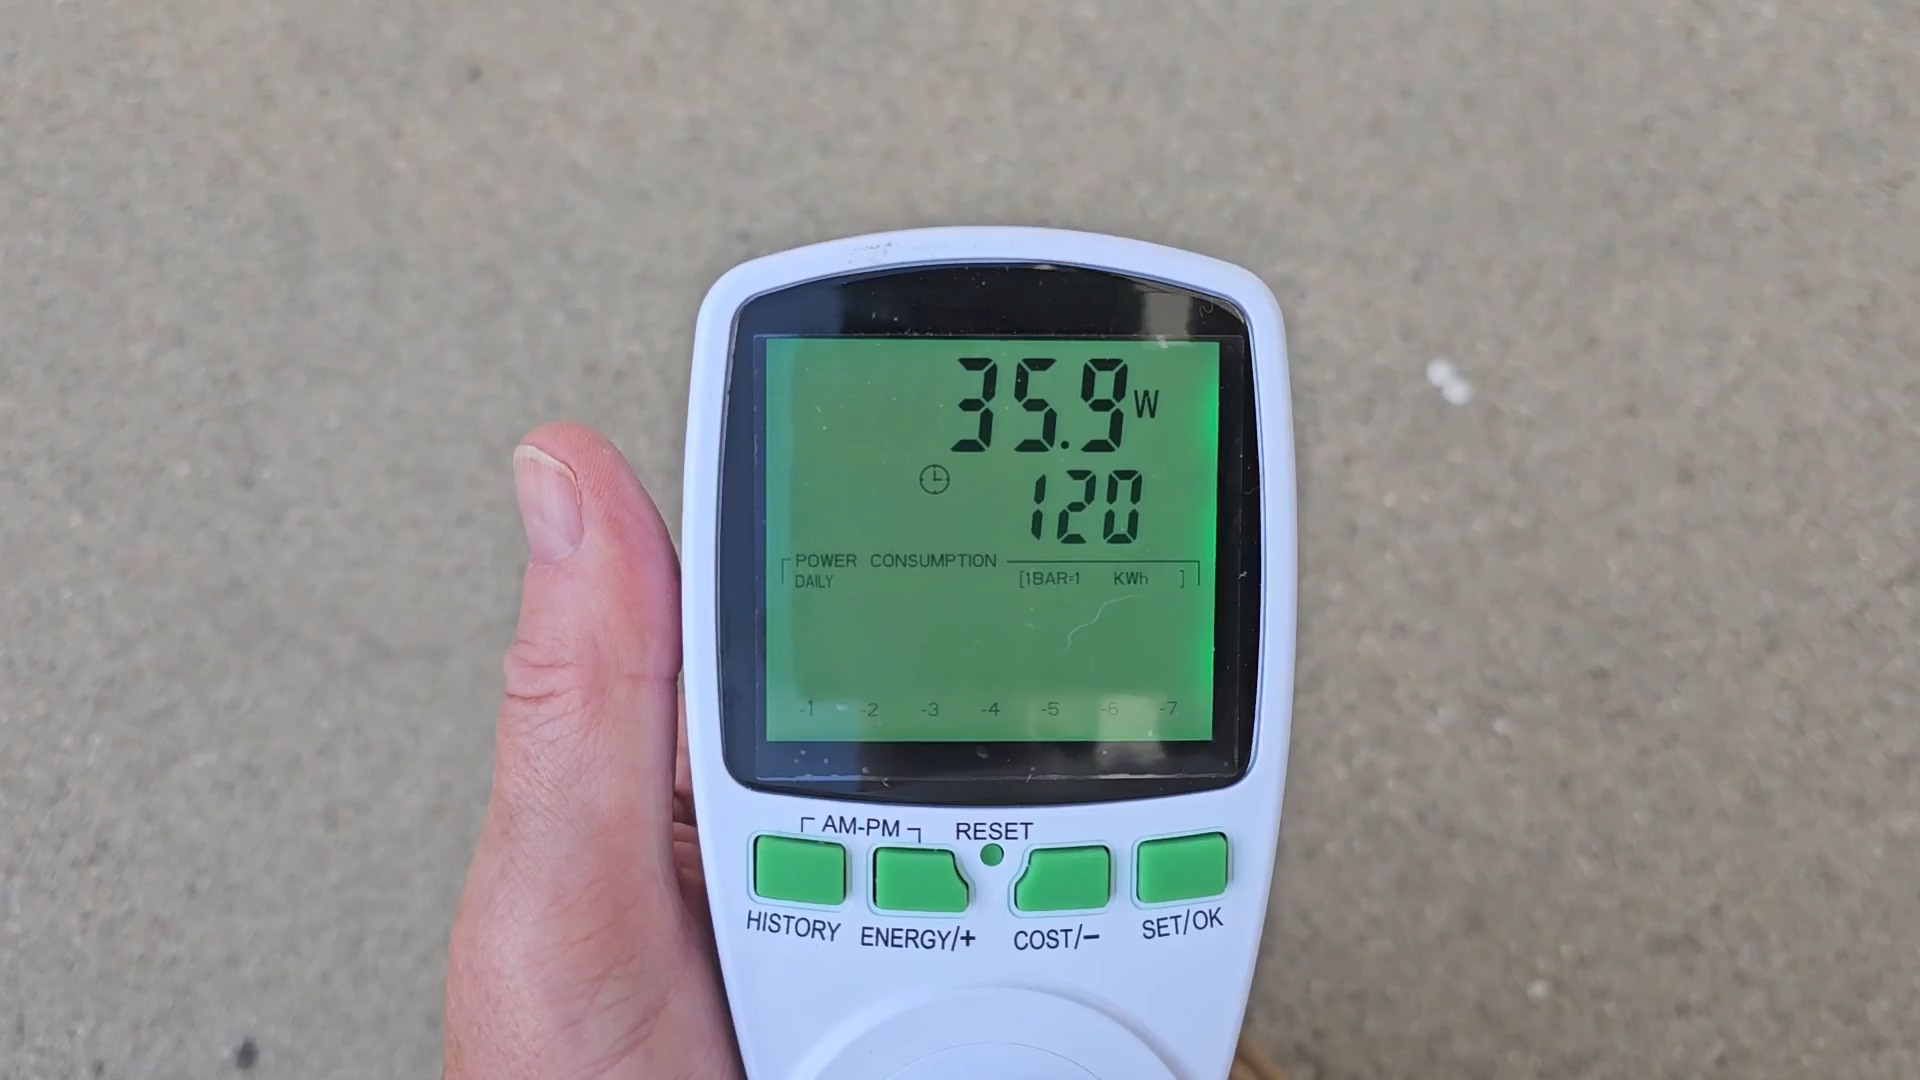 35.9 W
120
POWER CONSUMPTION
DAILY [1BAR=1 KWh ]
-1 -2 -3 -4 -5 -6 -7
AM-PM RESET
HISTORY ENERGY/+ COST/− SET/OK